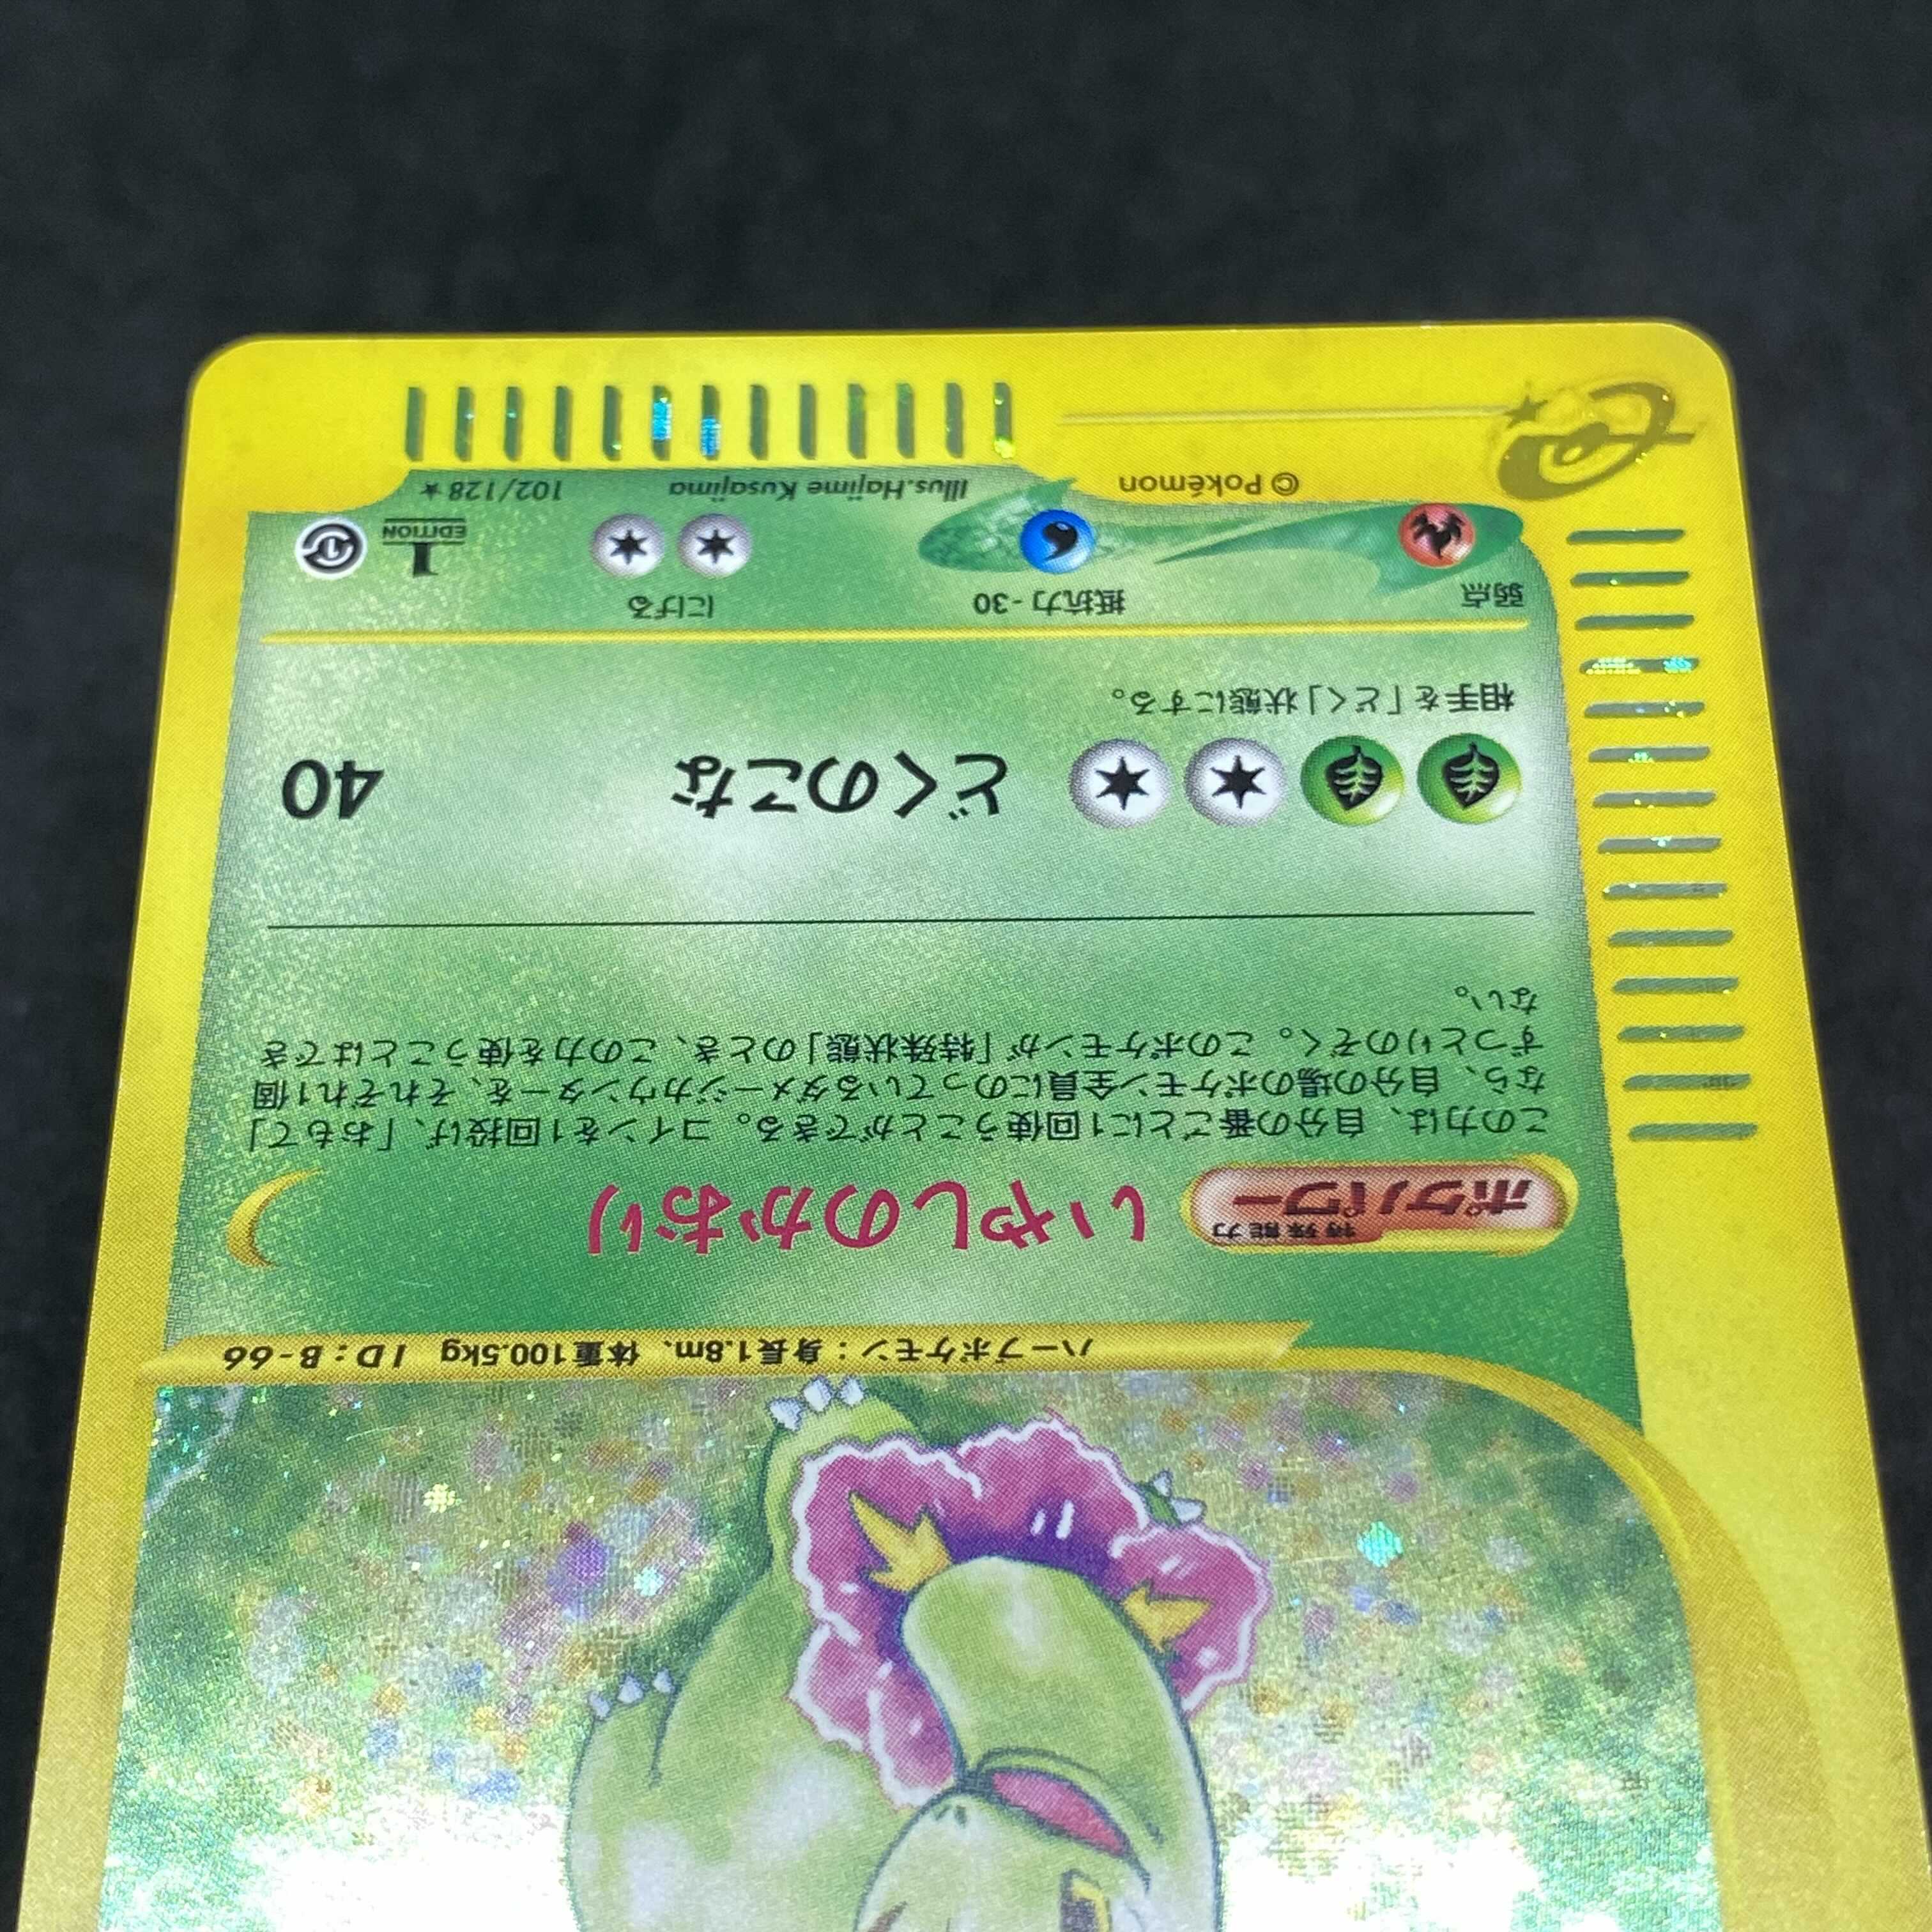 ハーブポケモン：身長1.8m、体重100.5kg ID：B-66
特殊能力
ポケパワー いやしのかおり
この力は、自分の番ごとに1回使うことができる。コインを1回投げ、「おもて」
なら、自分の場のポケモン全員にのっているダメージカウンターを、それぞれ1個
ずつとりのぞく。このポケモンが「特殊状態」のとき、この力を使うことはでき
ない。
どくのこな 40
相手を「どく」状態にする。
弱点 抵抗力-30 にげる
1 EDITION
© Pokémon Illus.Hajime Kusajima 102/128★